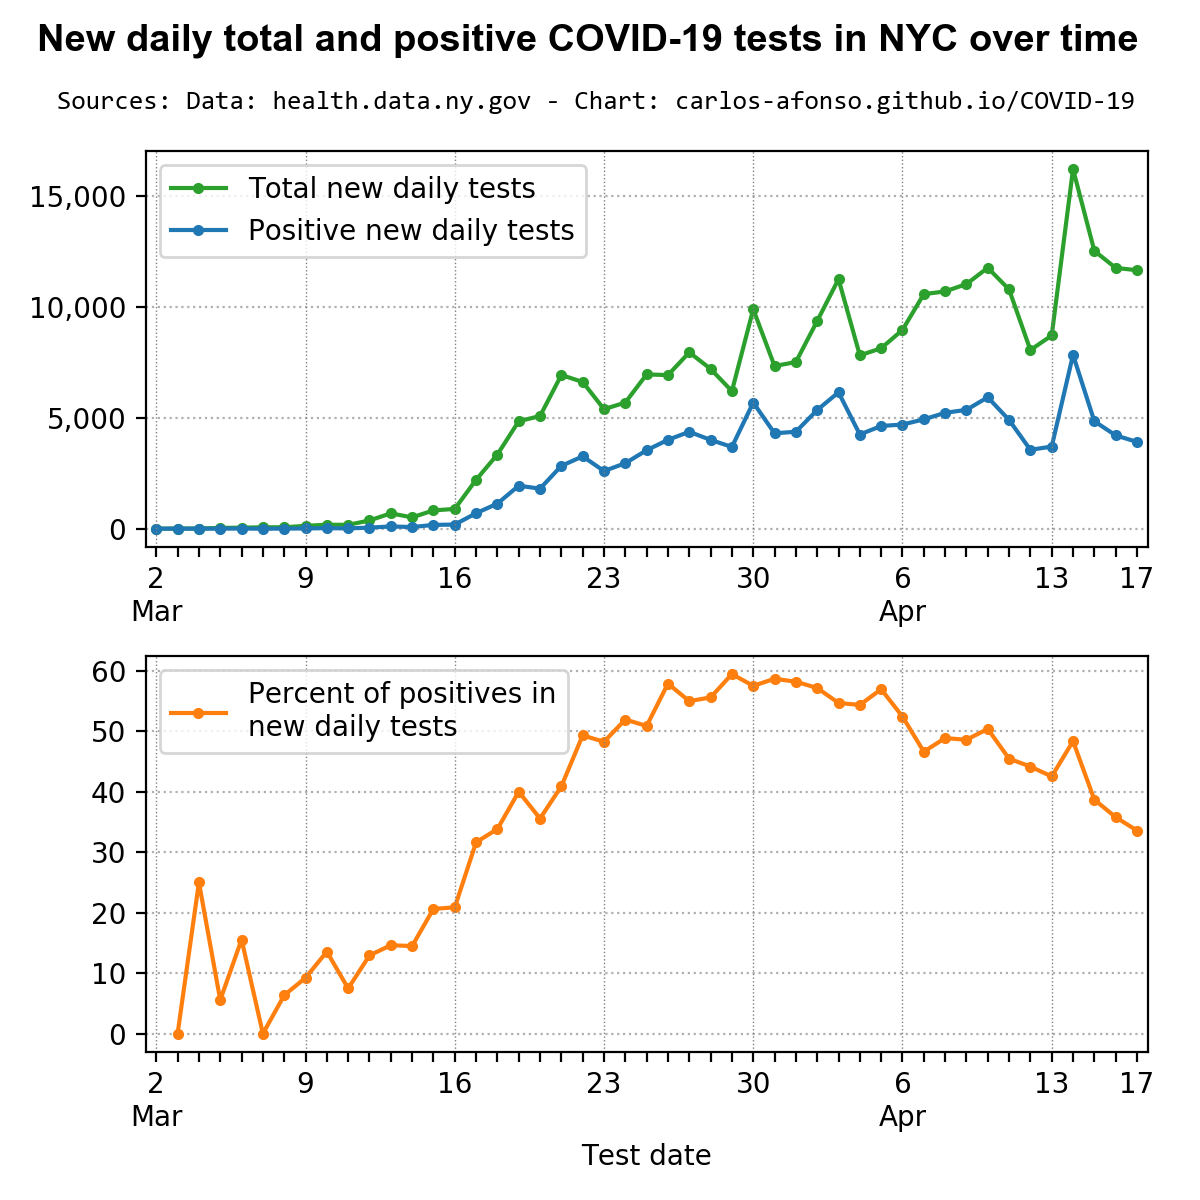 New daily total and positive COVID-19 tests in NYC over time
Sources: Data: health.data.ny.gov - Chart: carlos-afonso.github.io/COVID-19
Total new daily tests
Positive new daily tests
15,000
10,000
5,000
0
2 9 16 23 30 6 13 17
Mar Apr
Percent of positives in
new daily tests
60
50
40
30
20
10
0
2 9 16 23 30 6 13 17
Mar Apr
Test date